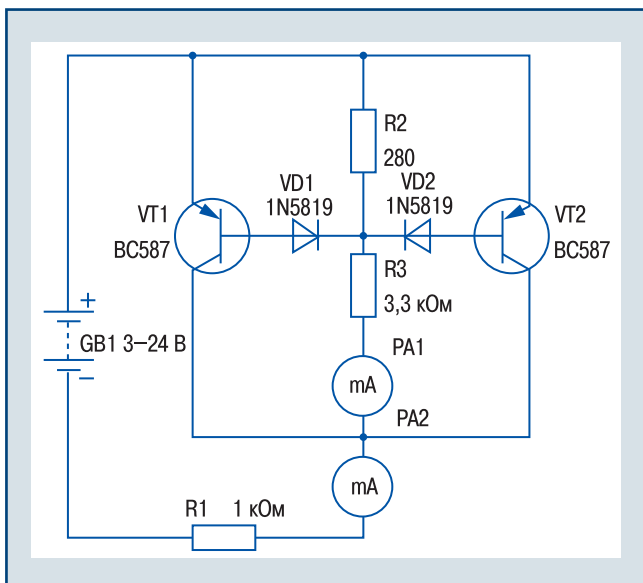 R2
280
VD1
1N5819
VD2
1N5819
VT1
BC587
VT2
BC587
R3
3,3 кОм
+
GB1 3–24 В
–
PA1
mA
PA2
mA
R1 1 кОм